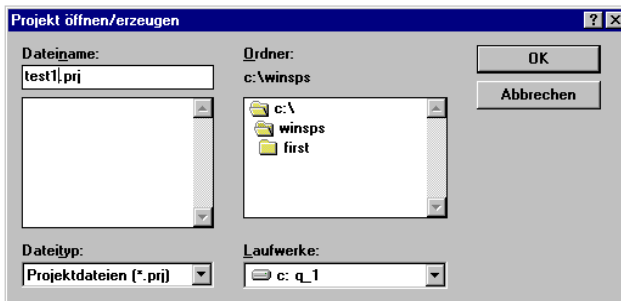 Projekt öffnen/erzeugen
Dateiname:
test1.prj
Ordner:
c:\winsps
c:\
winsps
first
OK
Abbrechen
Dateityp:
Projektdateien (*.prj)
Laufwerke:
c: q_1